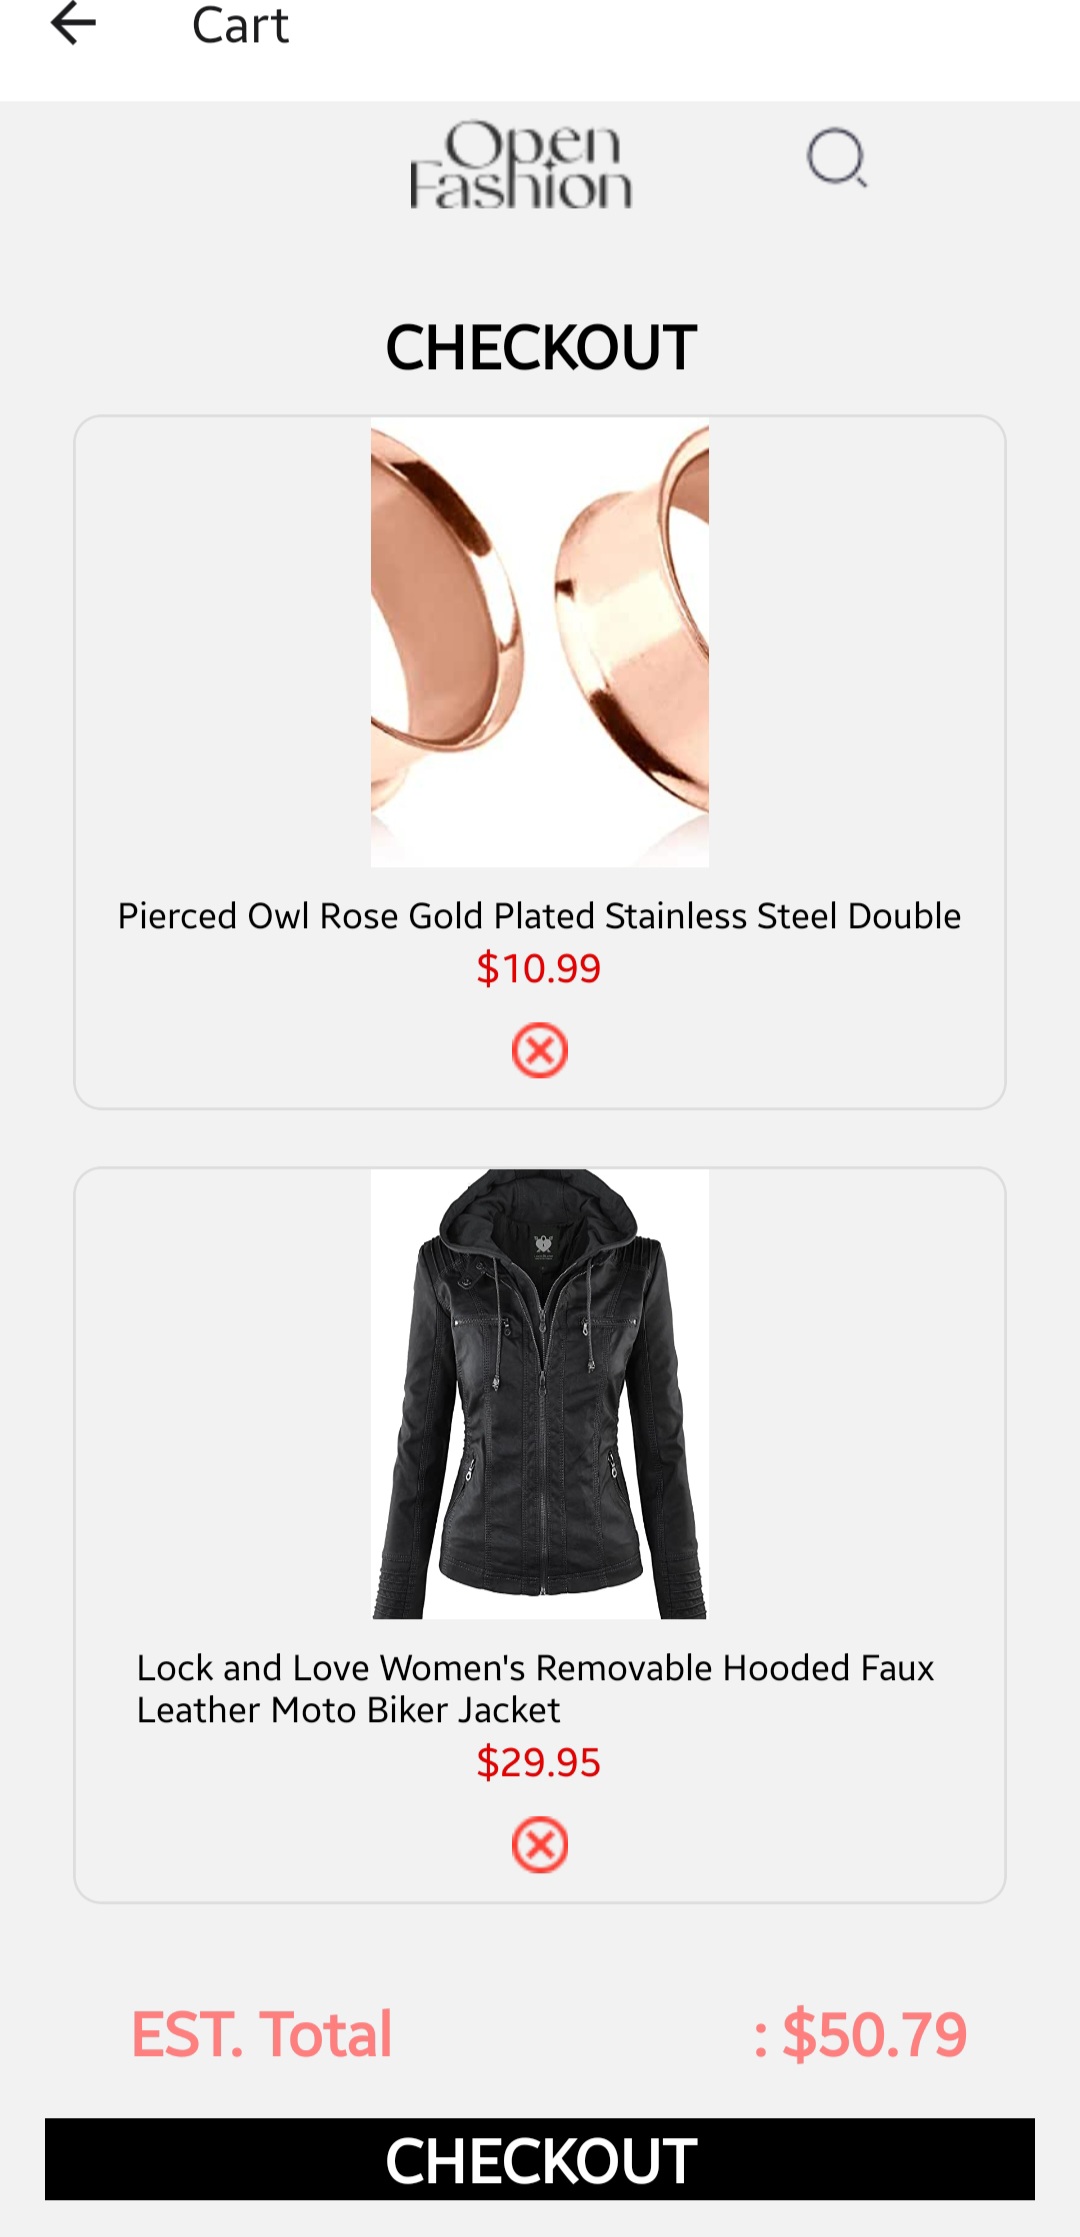 Cart
Open
Fashion
CHECKOUT
Pierced Owl Rose Gold Plated Stainless Steel Double
$10.99
Lock and Love Women's Removable Hooded Faux
Leather Moto Biker Jacket
$29.95
EST. Total : $50.79
CHECKOUT